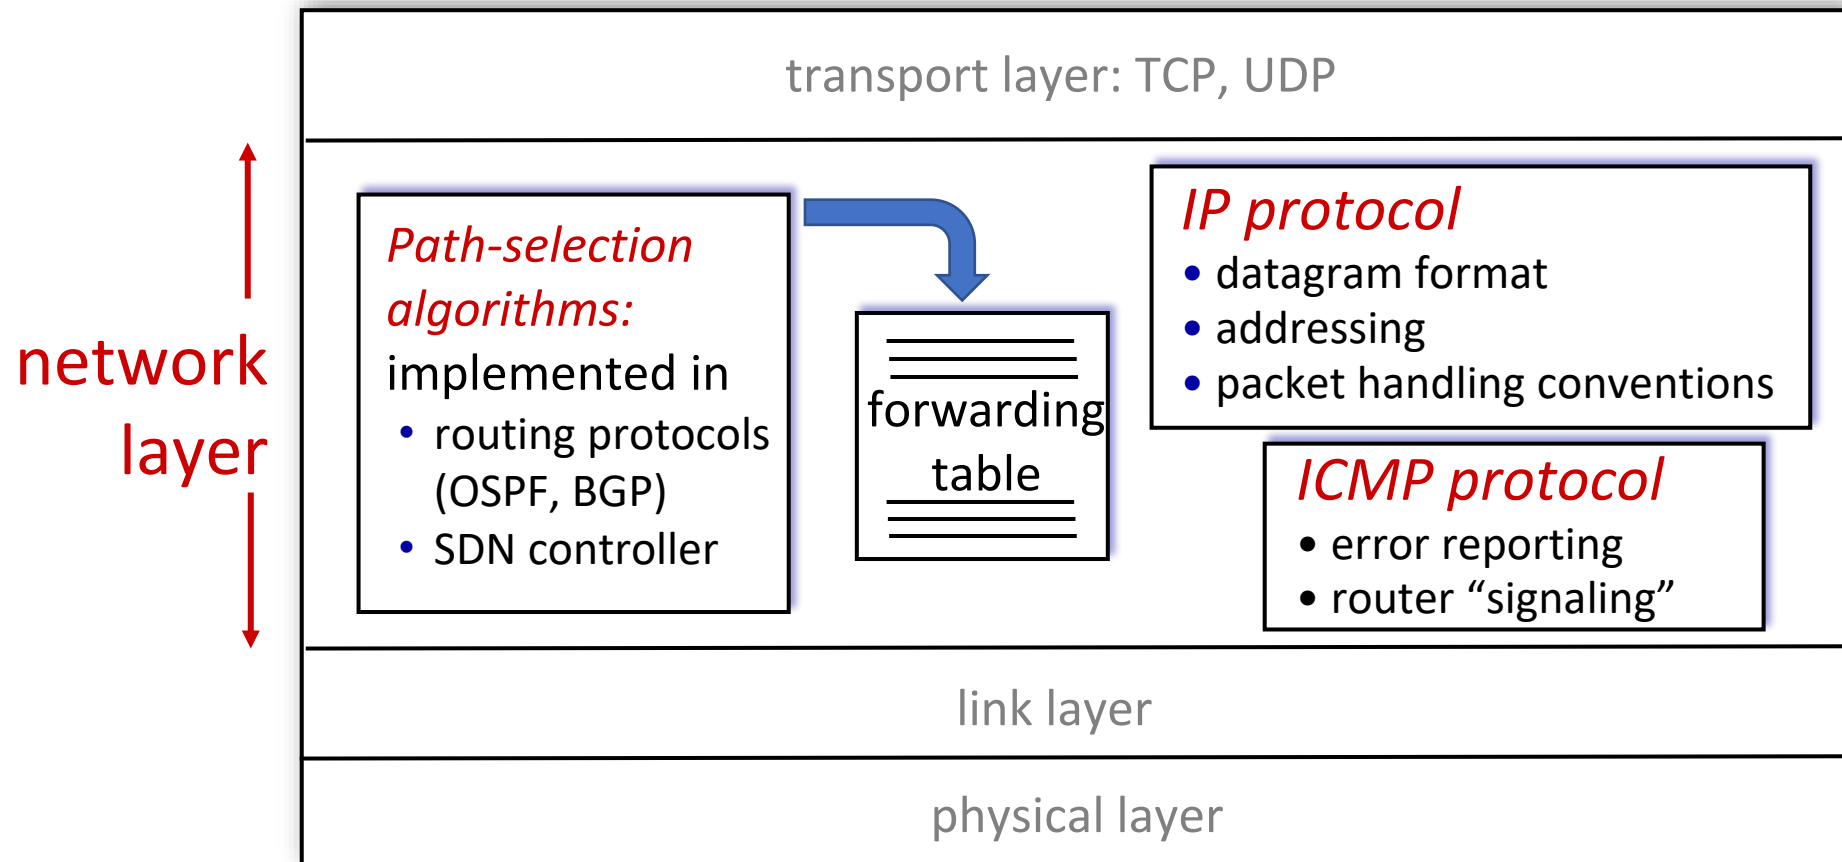 transport layer: TCP, UDP
network
layer
Path-selection
algorithms:
implemented in
• routing protocols
(OSPF, BGP)
• SDN controller
forwarding
table
IP protocol
• datagram format
• addressing
• packet handling conventions
ICMP protocol
• error reporting
• router “signaling”
link layer
physical layer